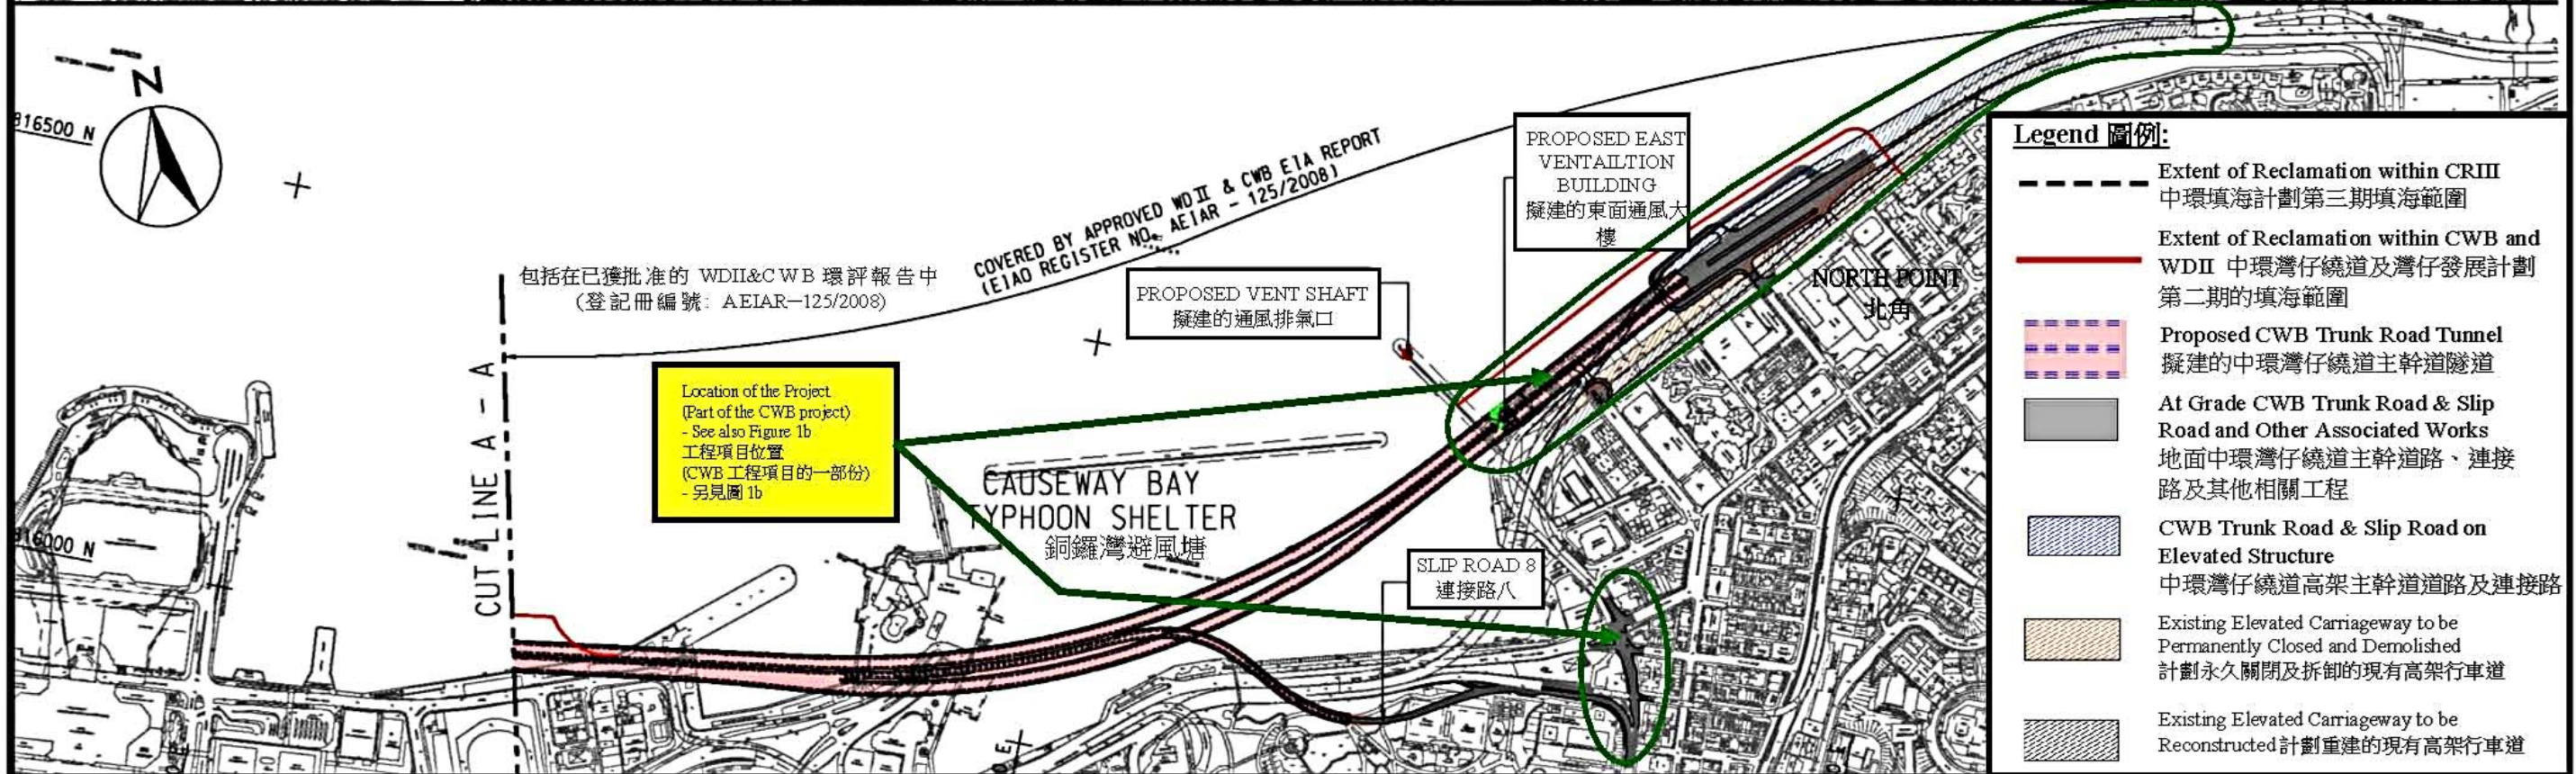 N
816500 N
包括在已獲批准的 WDII&CWB 環評報告中
(登記冊編號: AEIAR-125/2008)
COVERED BY APPROVED WDII & CWB EIA REPORT
(EIAO REGISTER NO. AEIAR - 125/2008)
PROPOSED EAST
VENTAILTION
BUILDING
擬建的東面通風大
樓
PROPOSED VENT SHAFT
擬建的通風排氣口
NORTH POINT
北角
CUT LINE A - A
Location of the Project
(Part of the CWB project)
- See also Figure 1b
工程項目位置
(CWB 工程項目的一部份)
- 另見圖 1b
CAUSEWAY BAY
TYPHOON SHELTER
銅鑼灣避風塘
816000 N
SLIP ROAD 8
連接路八
Legend 圖例:
Extent of Reclamation within CRIII
中環填海計劃第三期填海範圍
Extent of Reclamation within CWB and
WDII 中環灣仔繞道及灣仔發展計劃
第二期的填海範圍
Proposed CWB Trunk Road Tunnel
擬建的中環灣仔繞道主幹道隧道
At Grade CWB Trunk Road & Slip
Road and Other Associated Works
地面中環灣仔繞道主幹道路、連接
路及其他相關工程
CWB Trunk Road & Slip Road on
Elevated Structure
中環灣仔繞道高架主幹道道路及連接路
Existing Elevated Carriageway to be
Permanently Closed and Demolished
計劃永久關閉及拆卸的現有高架行車道
Existing Elevated Carriageway to be
Reconstructed 計劃重建的現有高架行車道